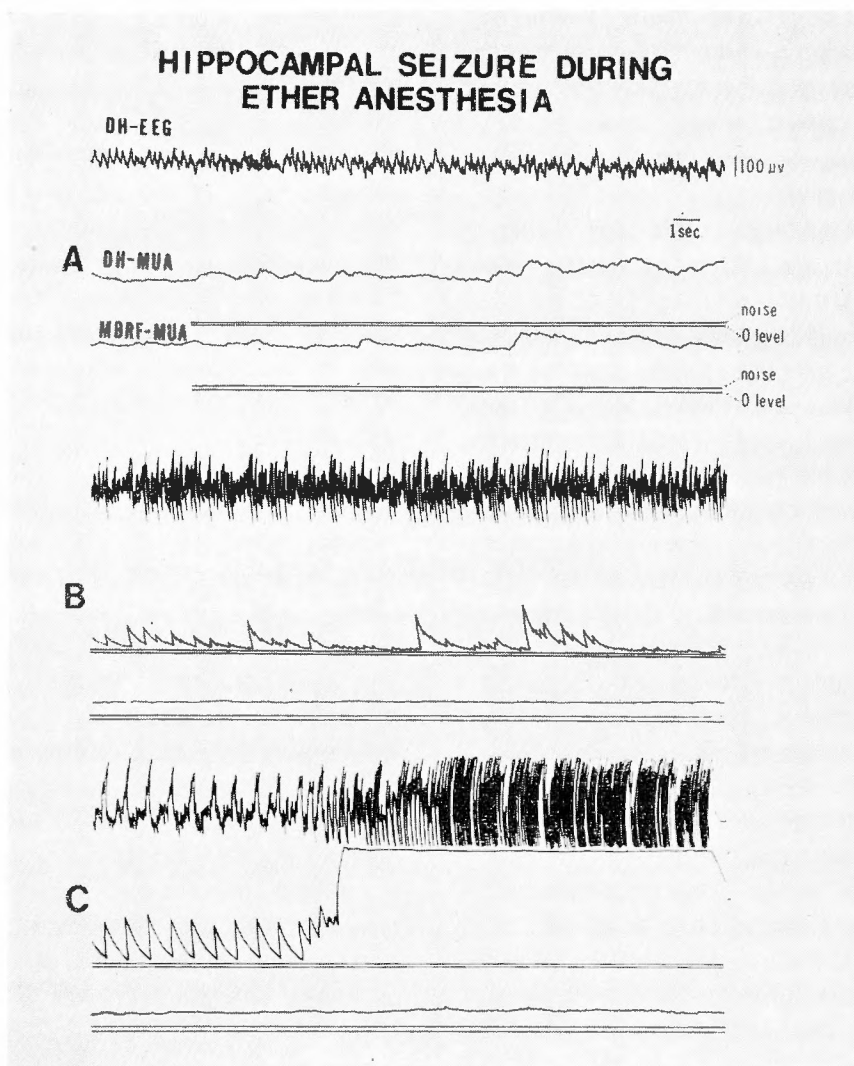 HIPPOCAMPAL SEIZURE DURING
ETHER ANESTHESIA
DH-EEG
100 μv
1sec
A
DH-MUA
noise
0 level
MBRF-MUA
noise
0 level
B
C